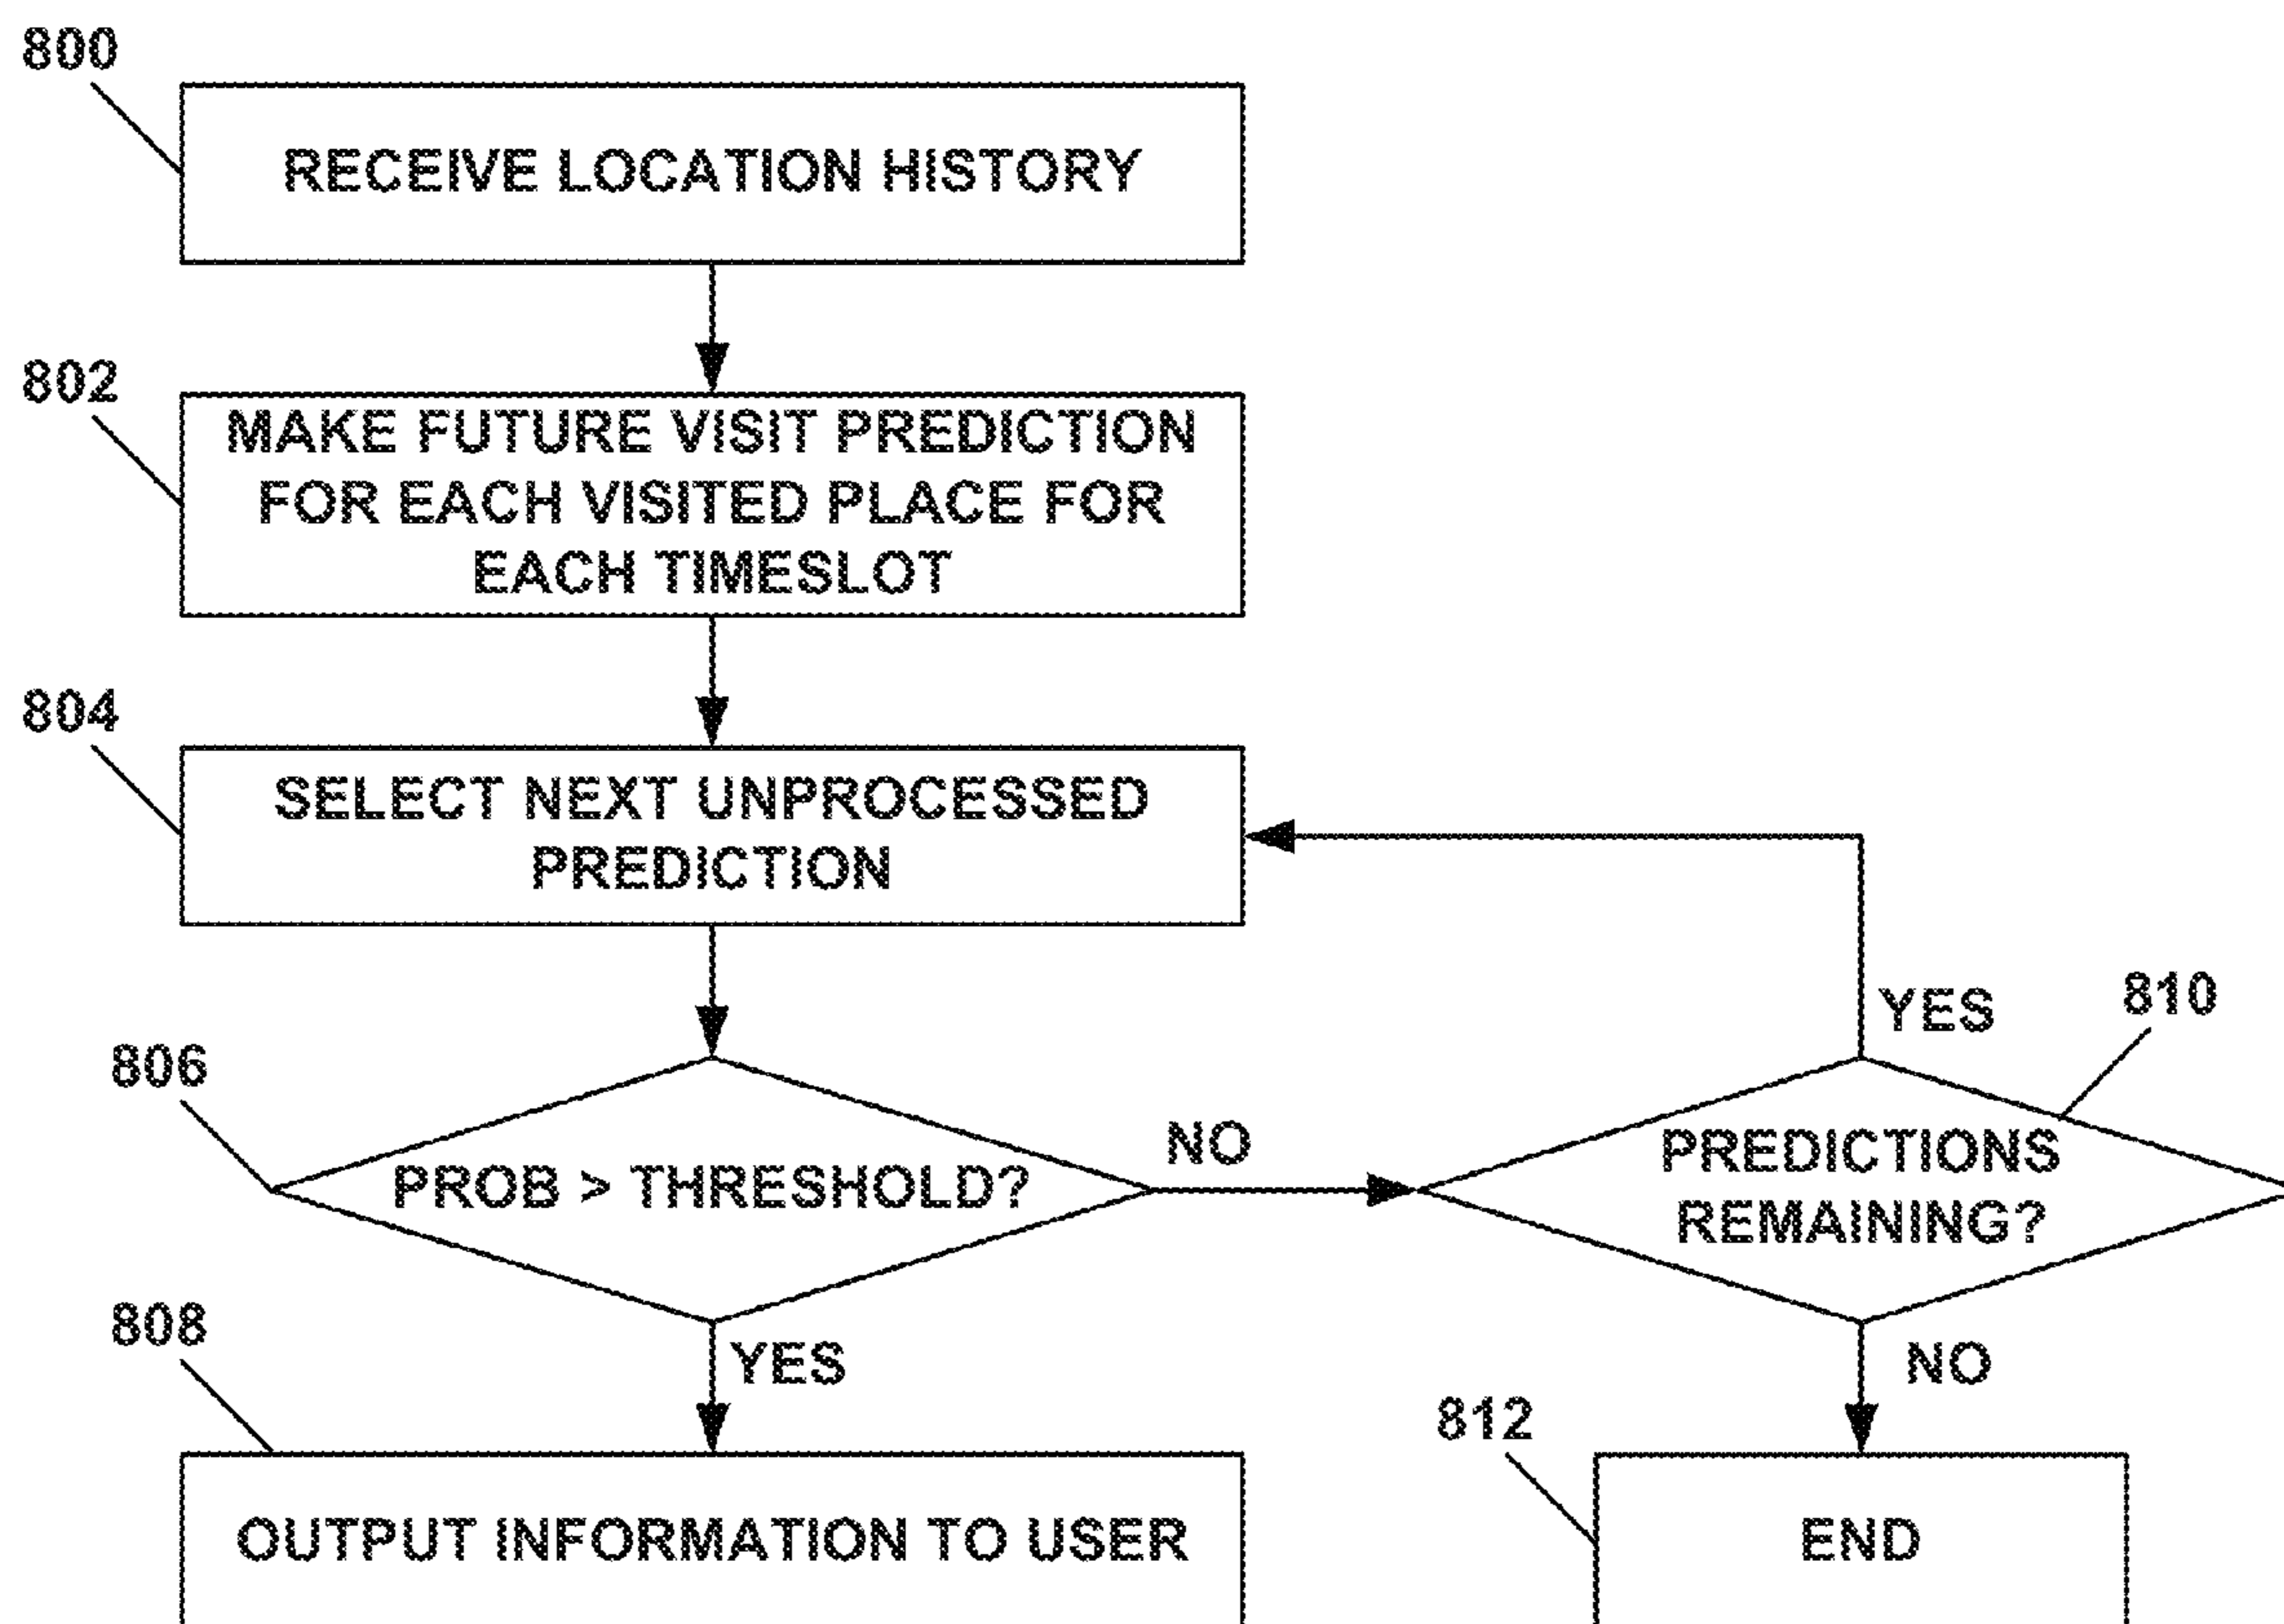 800
RECEIVE LOCATION HISTORY
802
MAKE FUTURE VISIT PREDICTION
FOR EACH VISITED PLACE FOR
EACH TIMESLOT
804
SELECT NEXT UNPROCESSED
PREDICTION
YES
810
806
PROB > THRESHOLD?
NO
PREDICTIONS
REMAINING?
808
YES
NO
812
OUTPUT INFORMATION TO USER
END